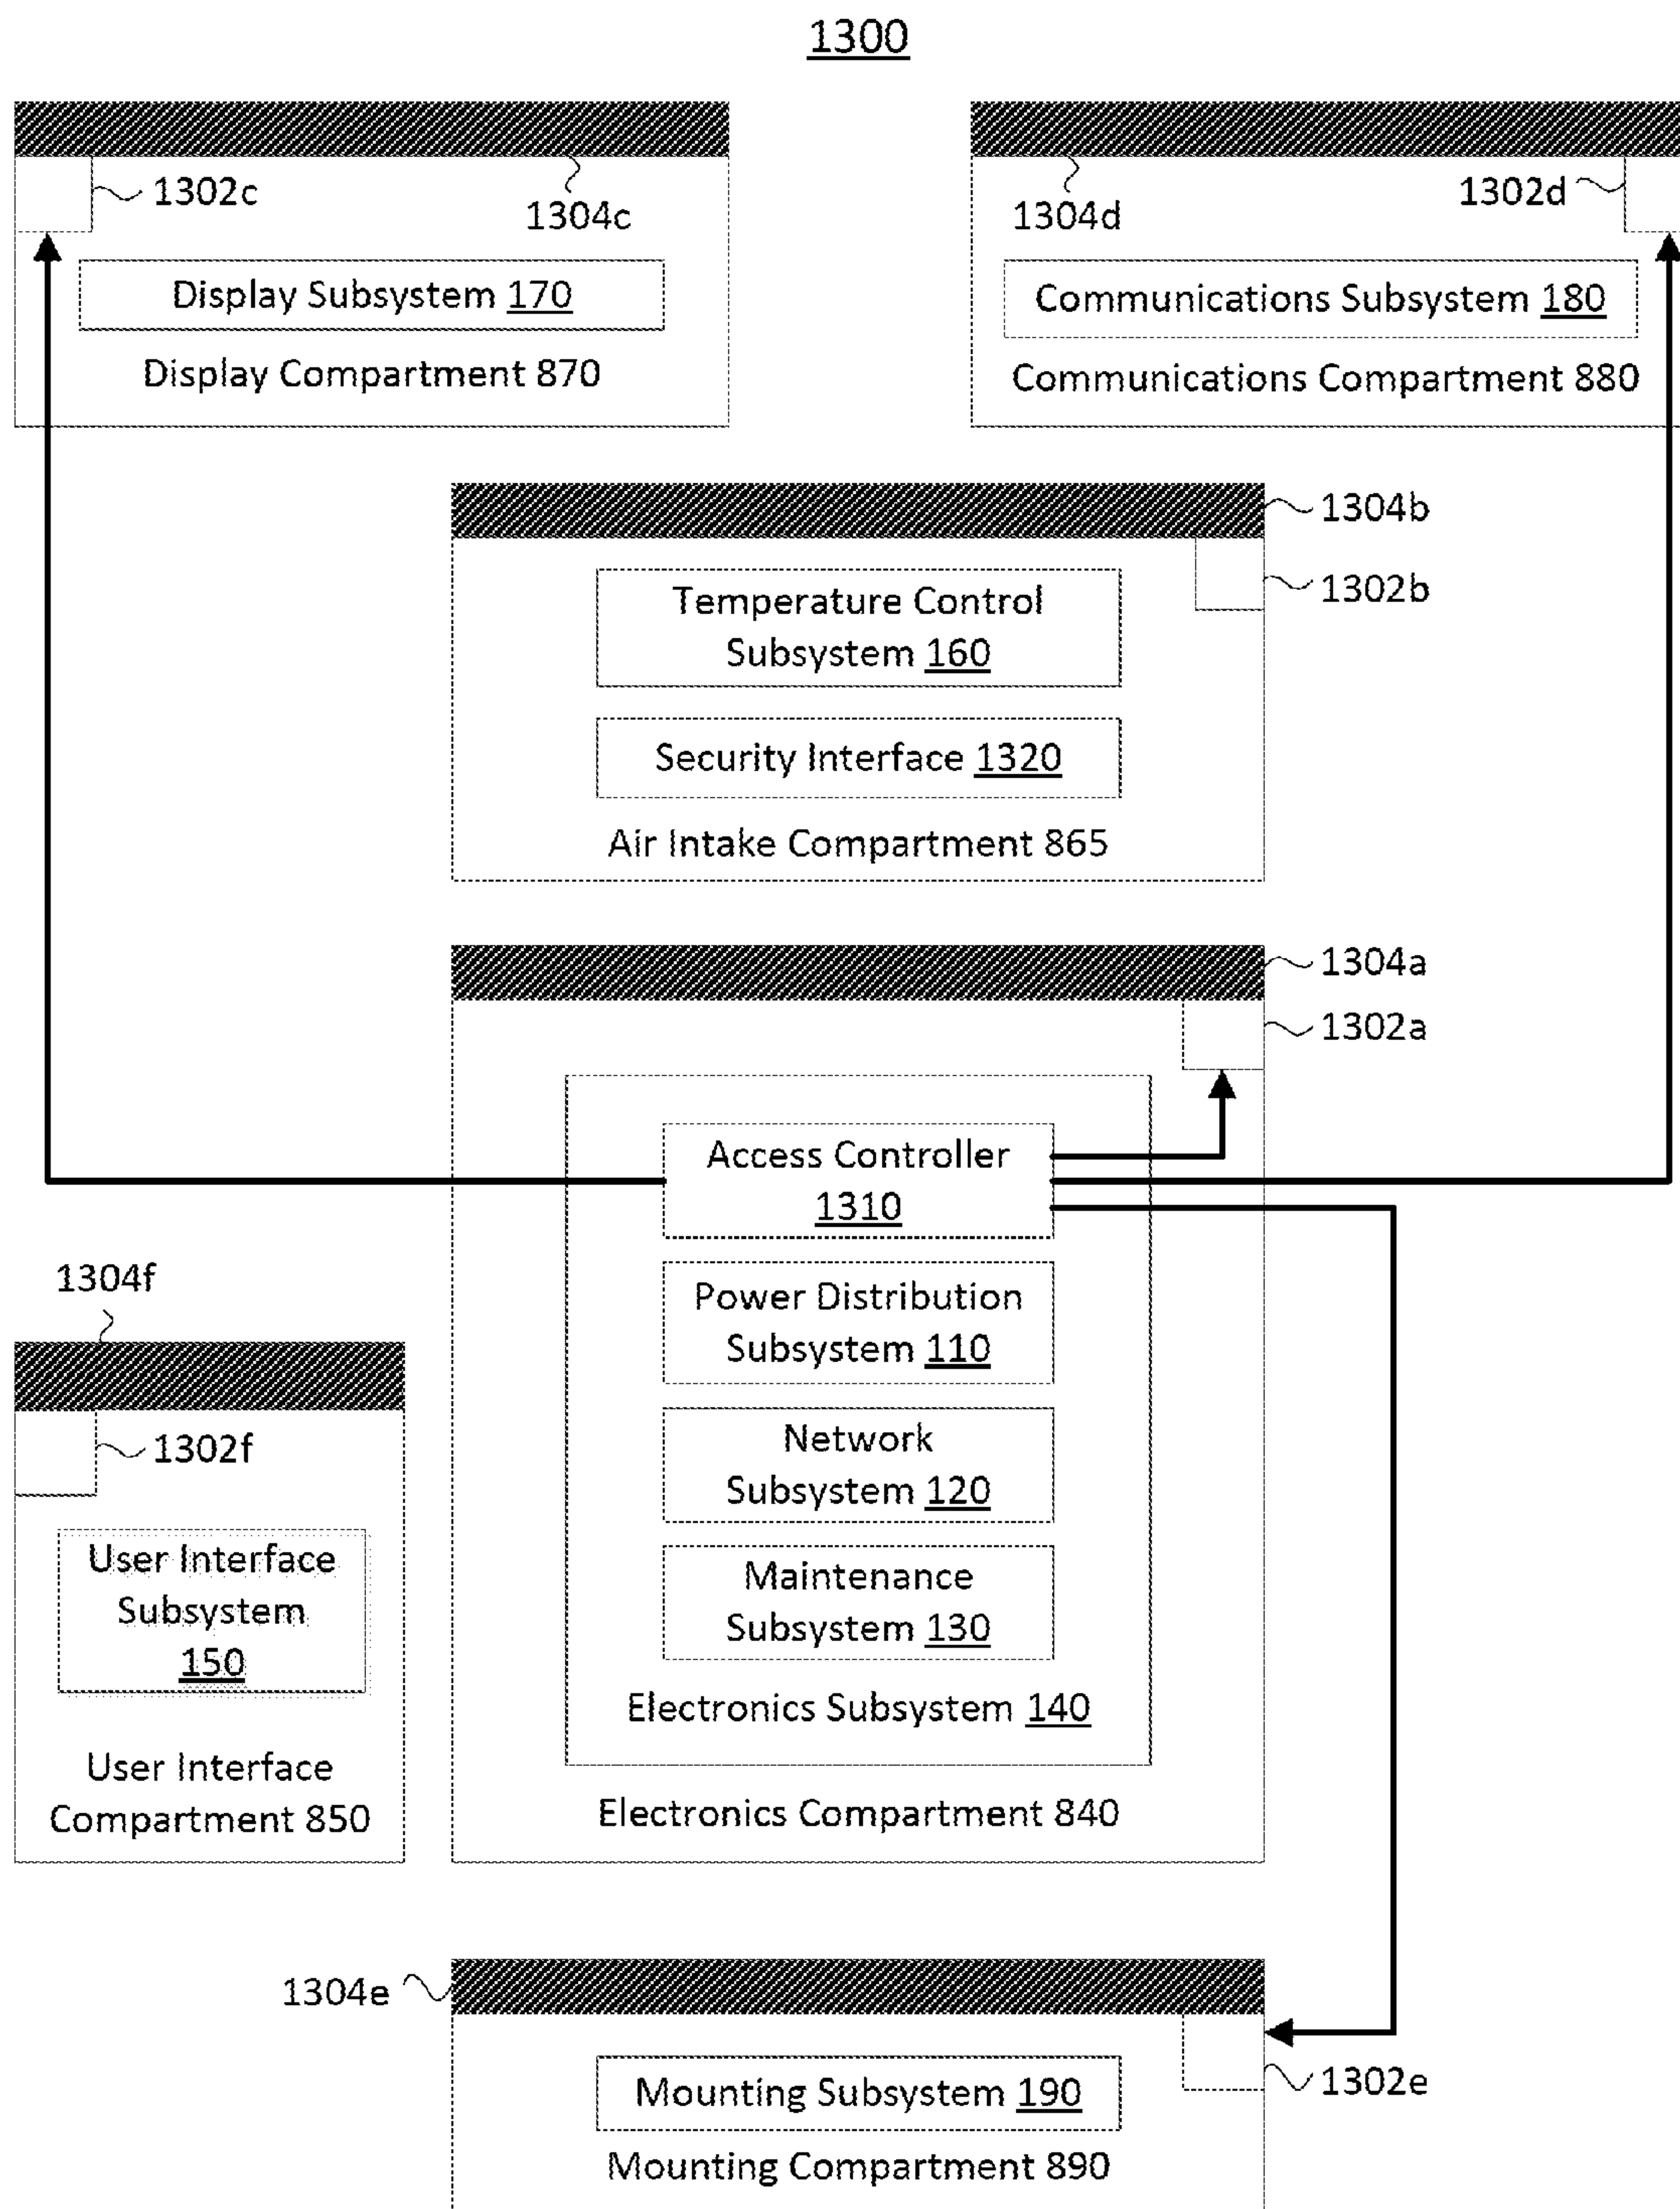 1300
1302c
1304c
Display Subsystem 170
Display Compartment 870
1304d
1302d
Communications Subsystem 180
Communications Compartment 880
1304b
1302b
Temperature Control
Subsystem 160
Security Interface 1320
Air Intake Compartment 865
1304a
1302a
Access Controller
1310
Power Distribution
Subsystem 110
Network
Subsystem 120
Maintenance
Subsystem 130
Electronics Subsystem 140
Electronics Compartment 840
1304f
1302f
User Interface
Subsystem
150
User Interface
Compartment 850
1304e
1302e
Mounting Subsystem 190
Mounting Compartment 890